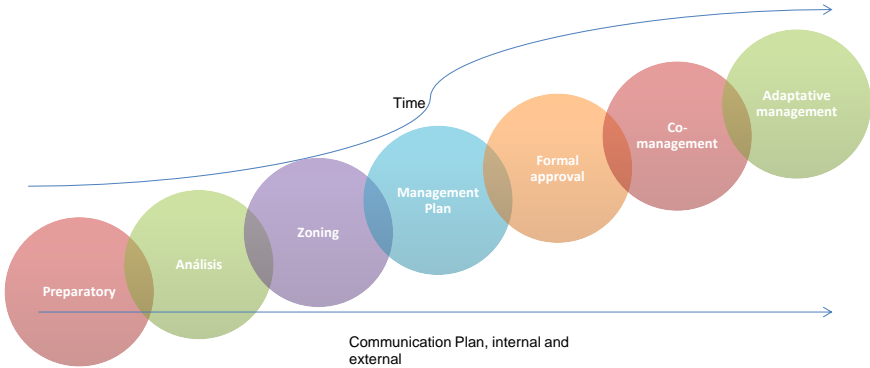 Time
Preparatory
Análisis
Zoning
Management
Plan
Formal
approval
Co-
management
Adaptative
management
Communication Plan, internal and
external